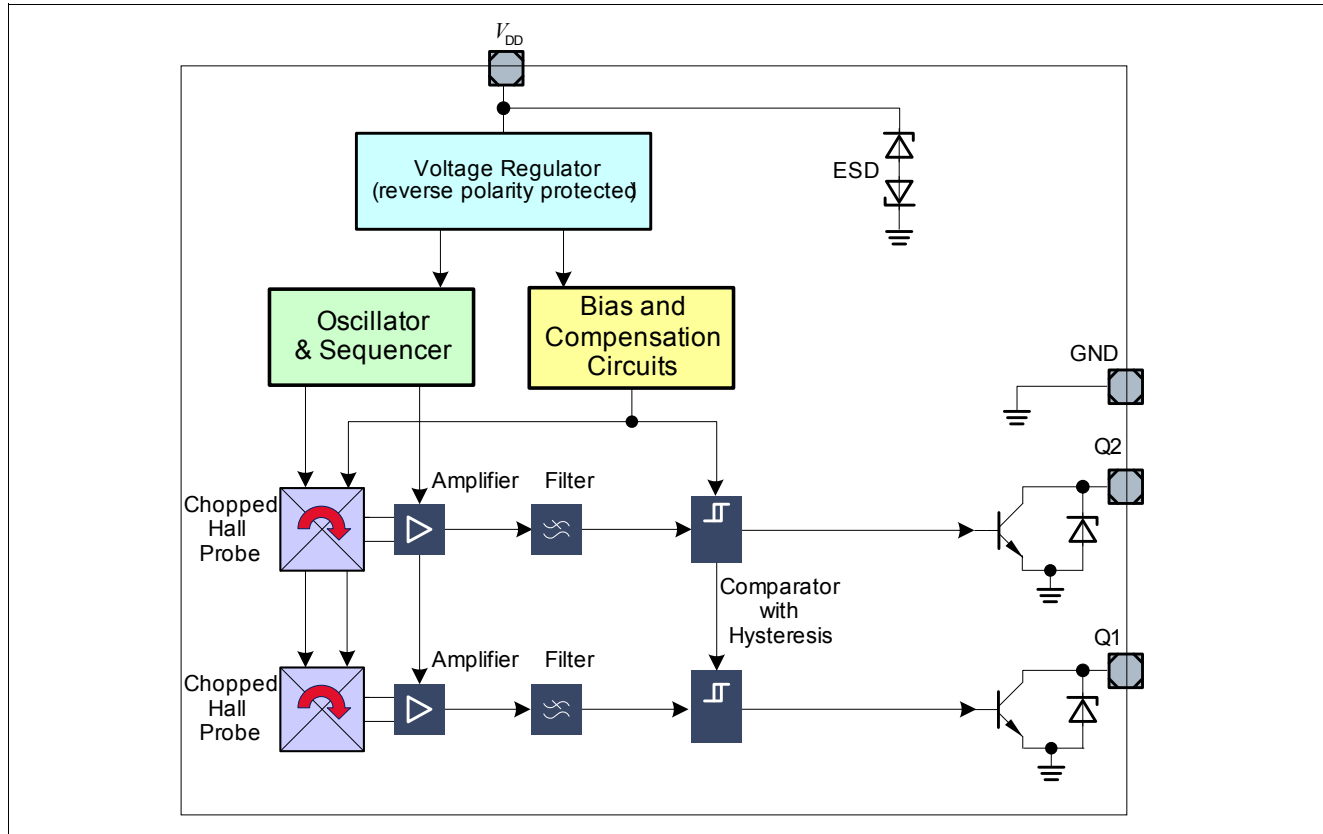 VDD
Voltage Regulator
(reverse polarity protected)
ESD
Oscillator
& Sequencer
Bias and
Compensation
Circuits
GND
Q2
Amplifier
Filter
Chopped
Hall
Probe
Comparator
with
Hysteresis
Q1
Amplifier
Filter
Chopped
Hall
Probe